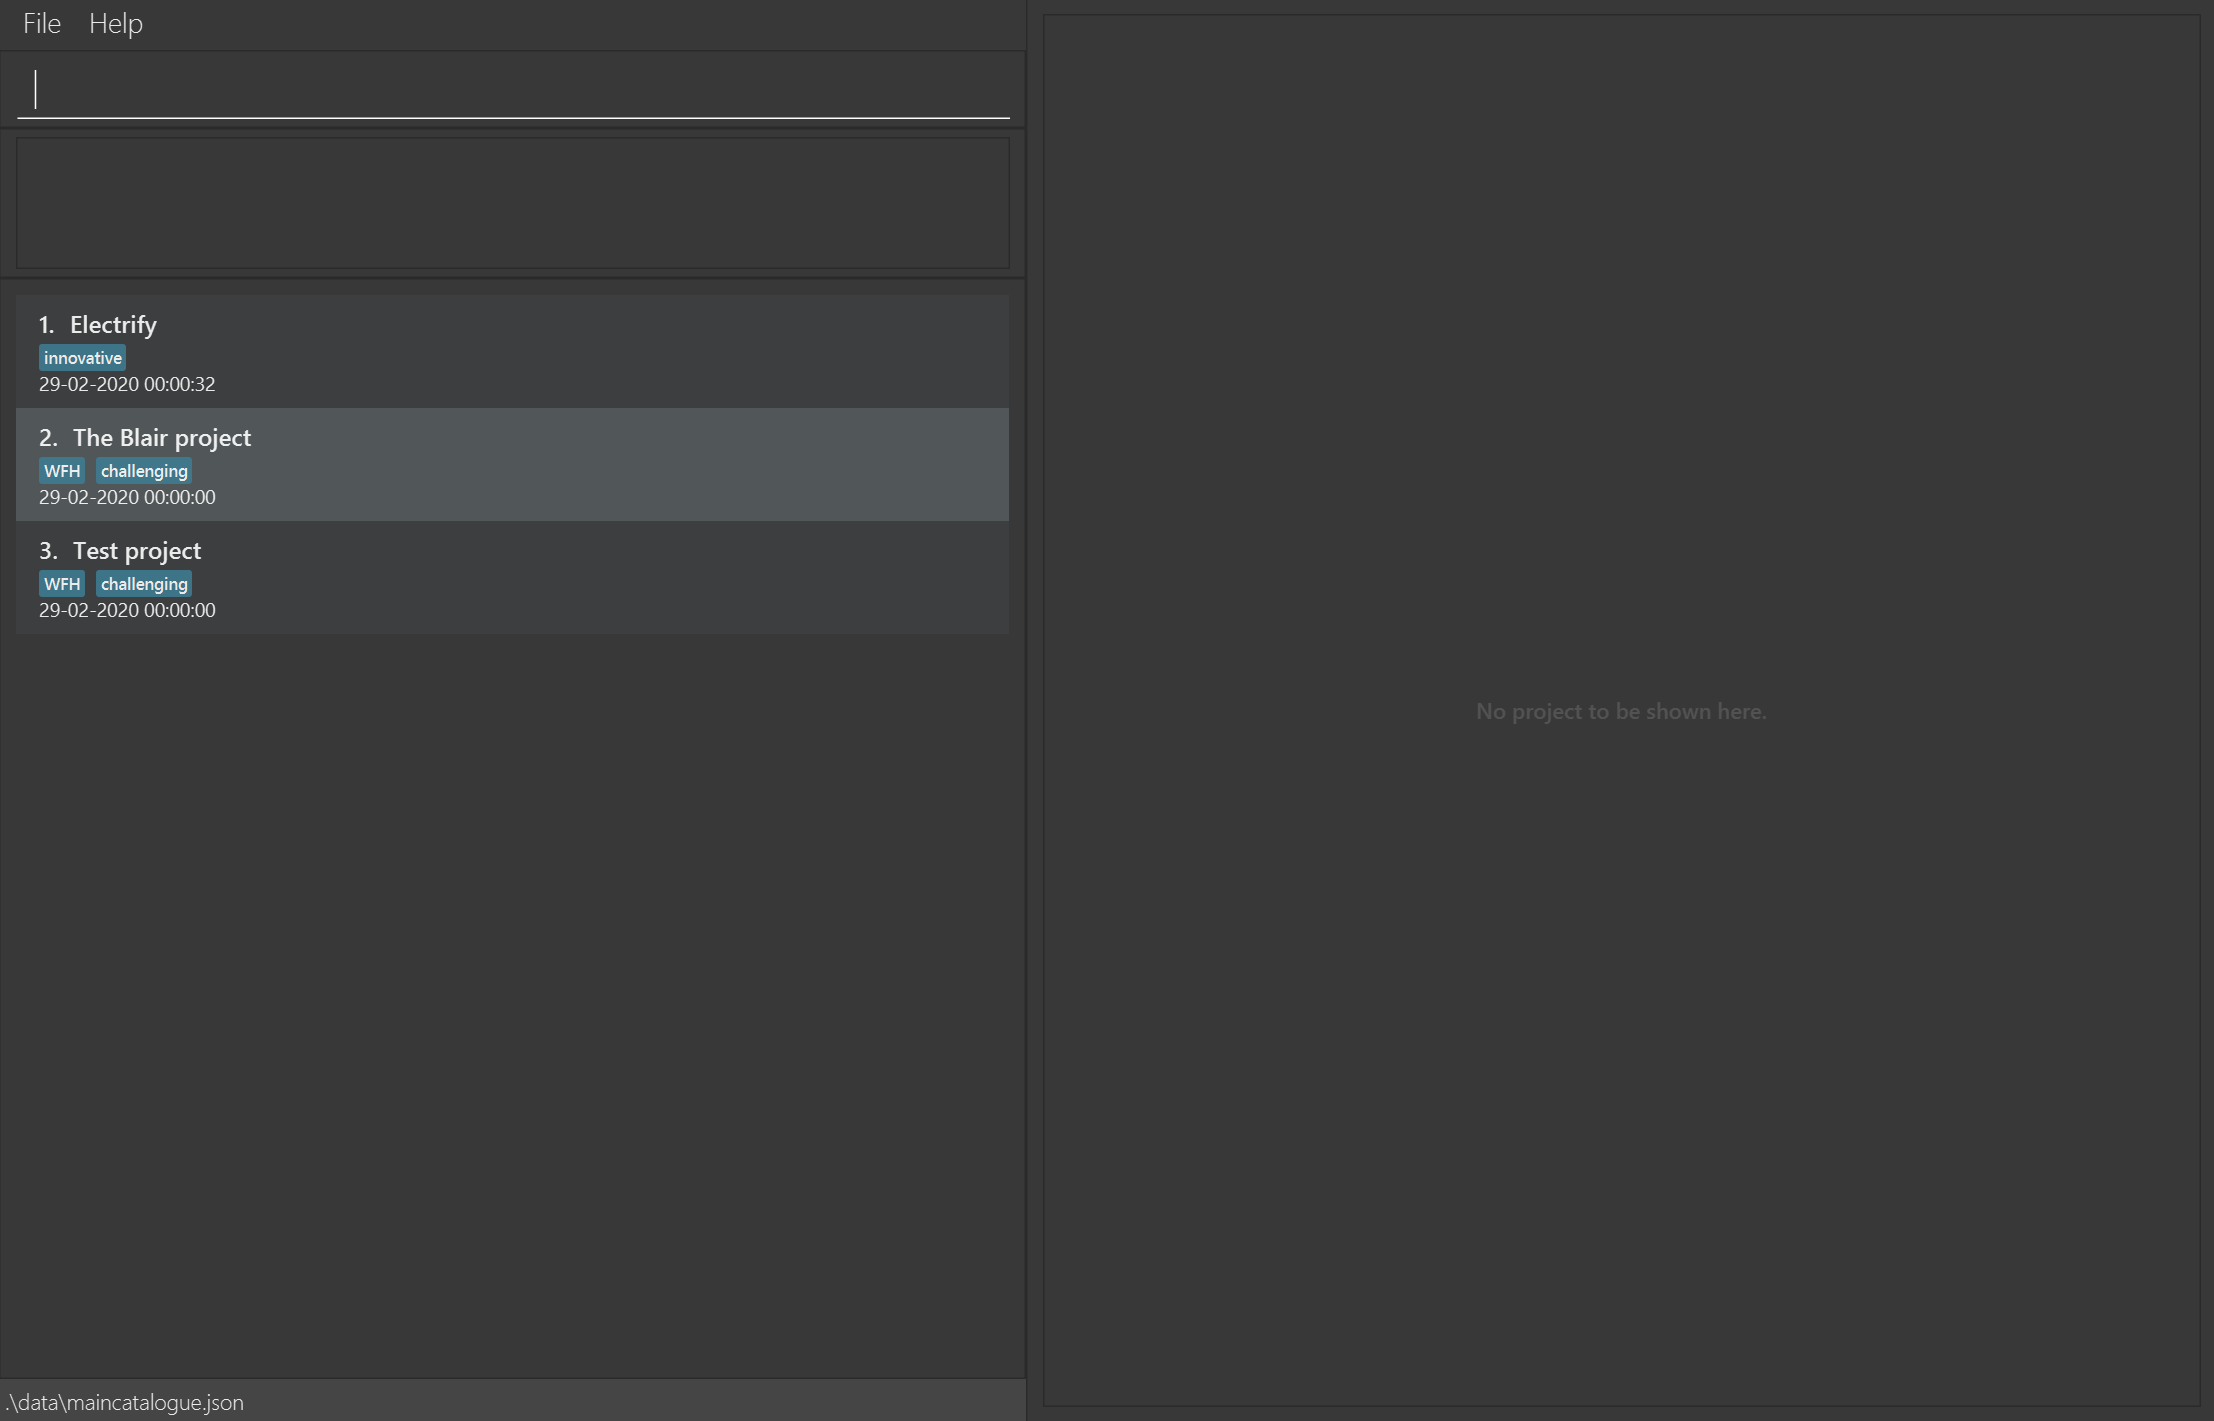 File Help
1. Electrify
innovative
29-02-2020 00:00:32
2. The Blair project
WFH challenging
29-02-2020 00:00:00
3. Test project
WFH challenging
29-02-2020 00:00:00
No project to be shown here.
.\data\maincatalogue.json